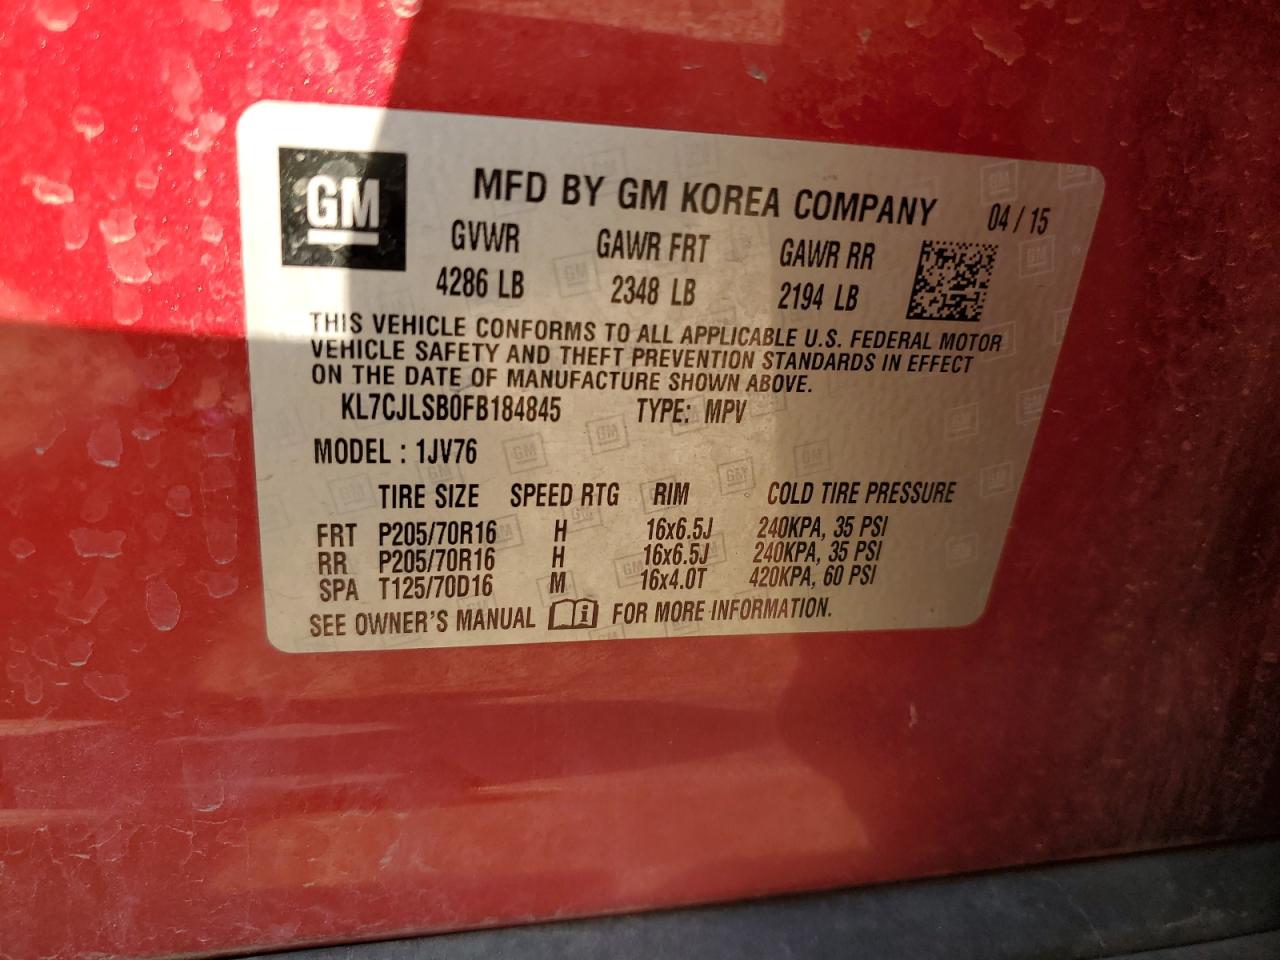 GM
MFD BY GM KOREA COMPANY 04 / 15
GVWR GAWR FRT GAWR RR
4286 LB 2348 LB 2194 LB
THIS VEHICLE CONFORMS TO ALL APPLICABLE U.S. FEDERAL MOTOR
VEHICLE SAFETY AND THEFT PREVENTION STANDARDS IN EFFECT
ON THE DATE OF MANUFACTURE SHOWN ABOVE.
KL7CJLSB0FB184845 TYPE: MPV
MODEL : 1JV76
TIRE SIZE SPEED RTG RIM COLD TIRE PRESSURE
FRT P205/70R16 H 16x6.5J 240KPA, 35 PSI
RR P205/70R16 H 16x6.5J 240KPA, 35 PSI
SPA T125/70D16 M 16x4.0T 420KPA, 60 PSI
SEE OWNER'S MANUAL i FOR MORE INFORMATION.